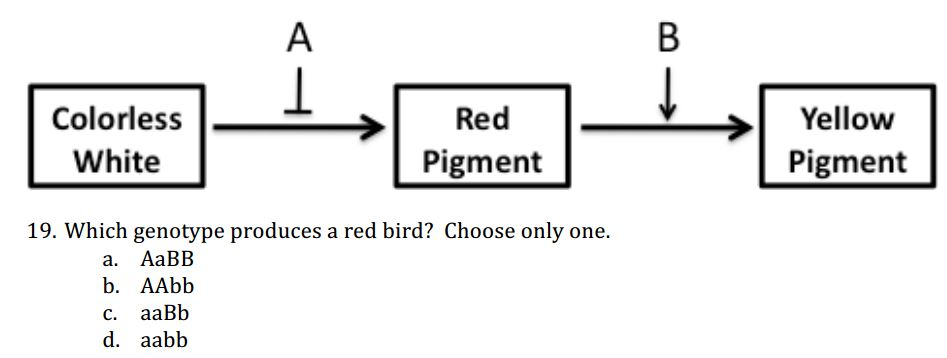 A
B
Colorless
White
Red
Pigment
Yellow
Pigment
19. Which genotype produces a red bird? Choose only one.
a. AaBB
b. AAbb
c. aaBb
d. aabb